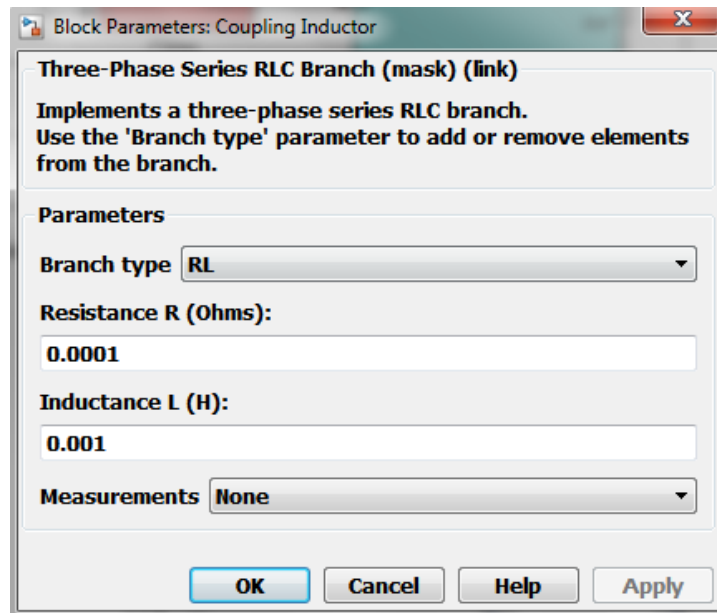 Block Parameters: Coupling Inductor
Three-Phase Series RLC Branch (mask) (link)
Implements a three-phase series RLC branch.
Use the 'Branch type' parameter to add or remove elements
from the branch.
Parameters
Branch type RL
Resistance R (Ohms):
0.0001
Inductance L (H):
0.001
Measurements None
OK Cancel Help Apply